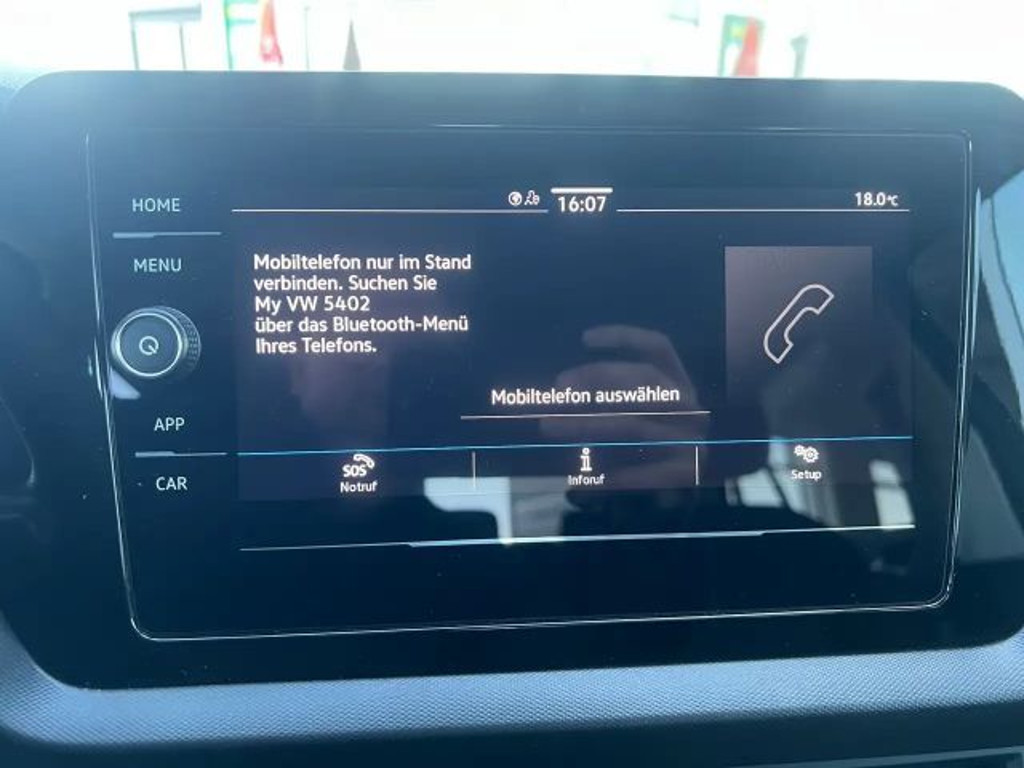 16:07
18.0°C
HOME
MENU
APP
CAR
Mobiltelefon nur im Stand
verbinden. Suchen Sie
My VW 5402
über das Bluetooth-Menü
Ihres Telefons.
Mobiltelefon auswählen
SOS
Notruf
Inforuf
Setup